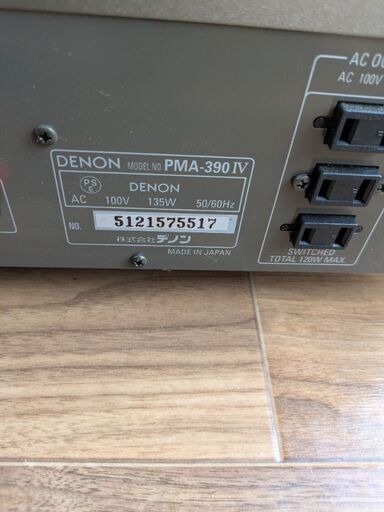 DENON MODEL NO PMA-390 IV
PS E DENON
AC 100V 135W 50/60Hz
NO. 5121575517
株式会社デノン
MADE IN JAPAN
AC OU
AC 100V
SWITCHED
TOTAL 120W MAX